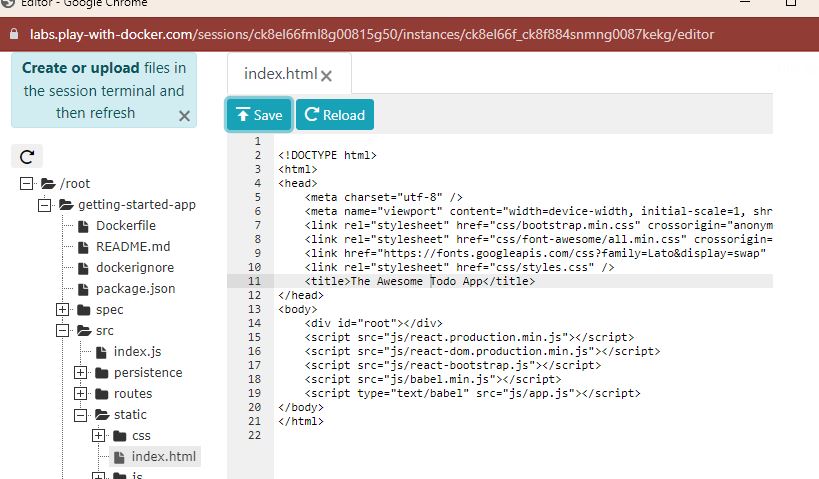 Editor - Google Chrome
labs.play-with-docker.com/sessions/ck8el66fml8g00815g50/instances/ck8el66f_ck8f884snmng0087kekg/editor
Create or upload files in
the session terminal and
then refresh
/root
getting-started-app
Dockerfile
README.md
dockerignore
package.json
spec
src
index.js
persistence
routes
static
css
index.html
js
index.html
Save
Reload
1
2 <!DOCTYPE html>
3 <html>
4 <head>
5 <meta charset="utf-8" />
6 <meta name="viewport" content="width=device-width, initial-scale=1, shr
7 <link rel="stylesheet" href="css/bootstrap.min.css" crossorigin="anonym
8 <link rel="stylesheet" href="css/font-awesome/all.min.css" crossorigin=
9 <link href="https://fonts.googleapis.com/css?family=Lato&display=swap"
10 <link rel="stylesheet" href="css/styles.css" />
11 <title>The Awesome Todo App</title>
12 </head>
13 <body>
14 <div id="root"></div>
15 <script src="js/react.production.min.js"></script>
16 <script src="js/react-dom.production.min.js"></script>
17 <script src="js/react-bootstrap.js"></script>
18 <script src="js/babel.min.js"></script>
19 <script type="text/babel" src="js/app.js"></script>
20 </body>
21 </html>
22